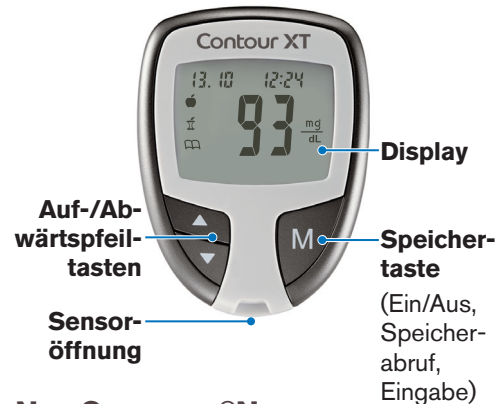 Contour XT
13. 10 12:24
93 mg/dL
Display
Auf-/Ab-
wärtspfeil-
tasten
M
Speicher-
taste
(Ein/Aus,
Speicher-
abruf,
Eingabe)
Sensor-
öffnung